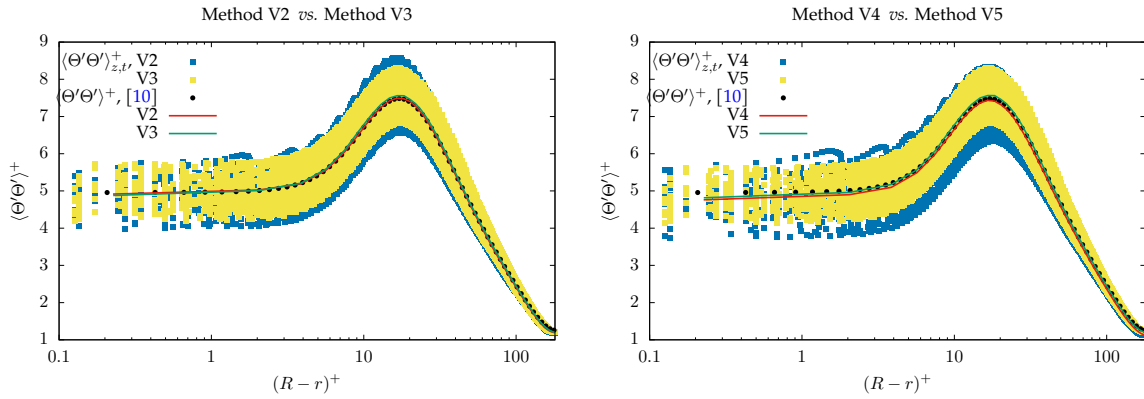 Method V2 vs. Method V3
9
8
7
6
5
4
3
2
1
⟨Θ′Θ′⟩⁺z,t, V2
V3
⟨Θ′Θ′⟩⁺, [10]
V2
V3
⟨Θ′Θ′⟩⁺
0.1 1 10 100
(R − r)⁺
Method V4 vs. Method V5
9
8
7
6
5
4
3
2
1
⟨Θ′Θ′⟩⁺z,t, V4
V5
⟨Θ′Θ′⟩⁺, [10]
V4
V5
⟨Θ′Θ′⟩⁺
0.1 1 10 100
(R − r)⁺